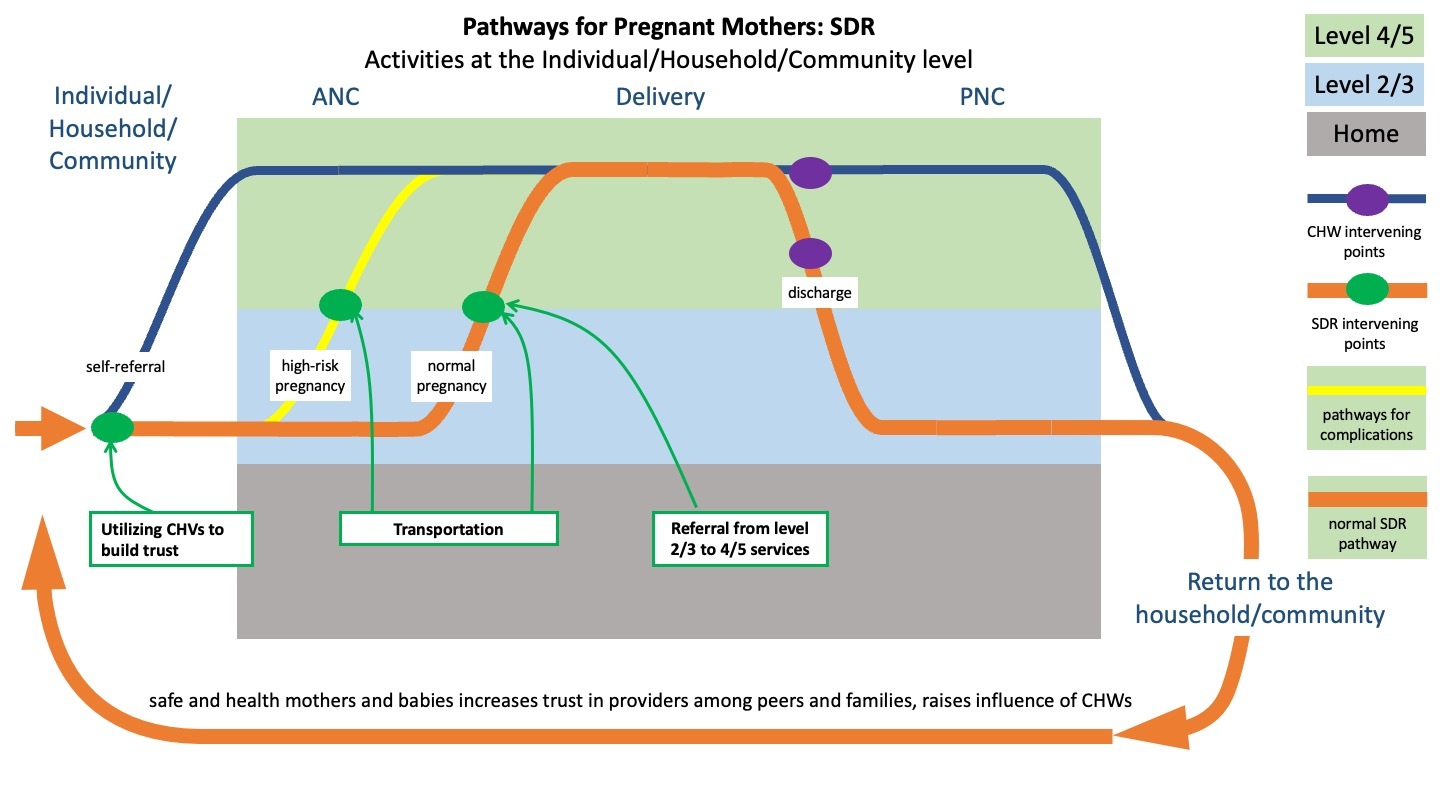 Pathways for Pregnant Mothers: SDR
Activities at the Individual/Household/Community level
Individual/
Household/
Community
ANC
Delivery
PNC
Level 4/5
Level 2/3
Home
CHW intervening
points
SDR intervening
points
pathways for
complications
normal SDR
pathway
self-referral
high-risk
pregnancy
normal
pregnancy
discharge
Utilizing CHVs to
build trust
Transportation
Referral from level
2/3 to 4/5 services
Return to the
household/community
safe and health mothers and babies increases trust in providers among peers and families, raises influence of CHWs